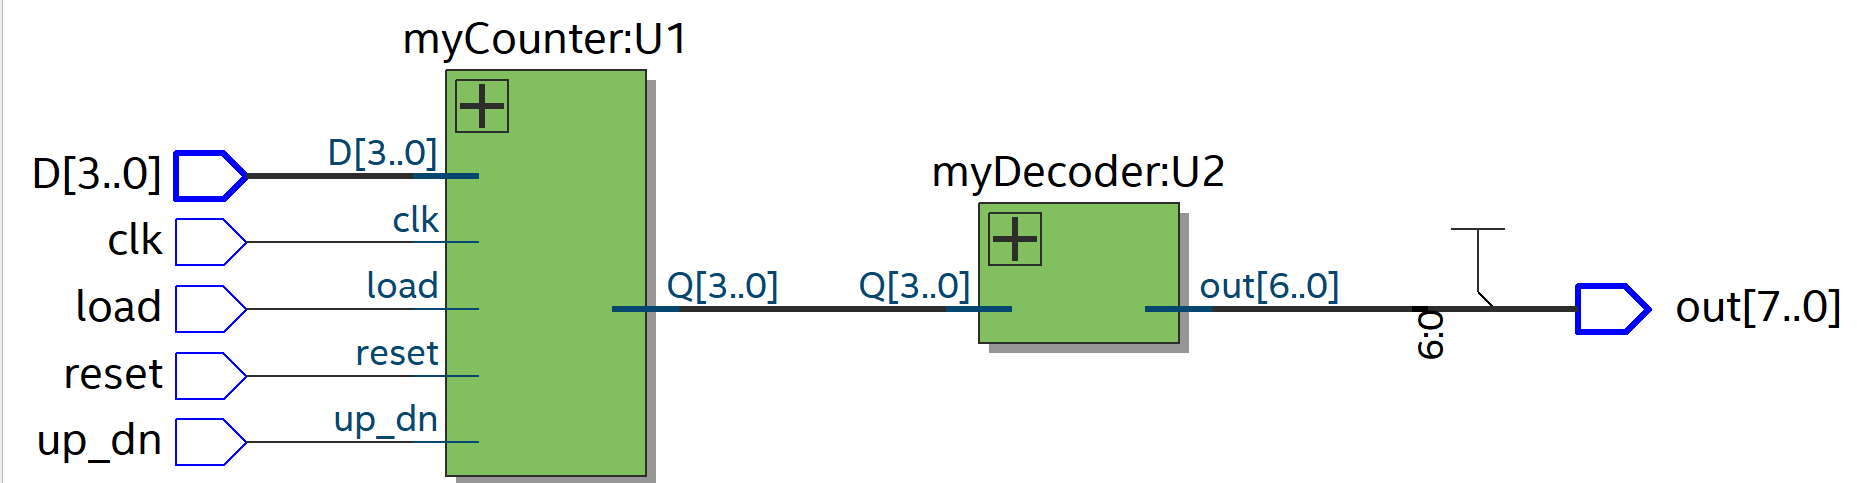 myCounter:U1
D[3..0]
D[3..0]
clk
clk
load
load
reset
reset
up_dn
up_dn
Q[3..0]
myDecoder:U2
Q[3..0]
out[6..0]
6:0
out[7..0]